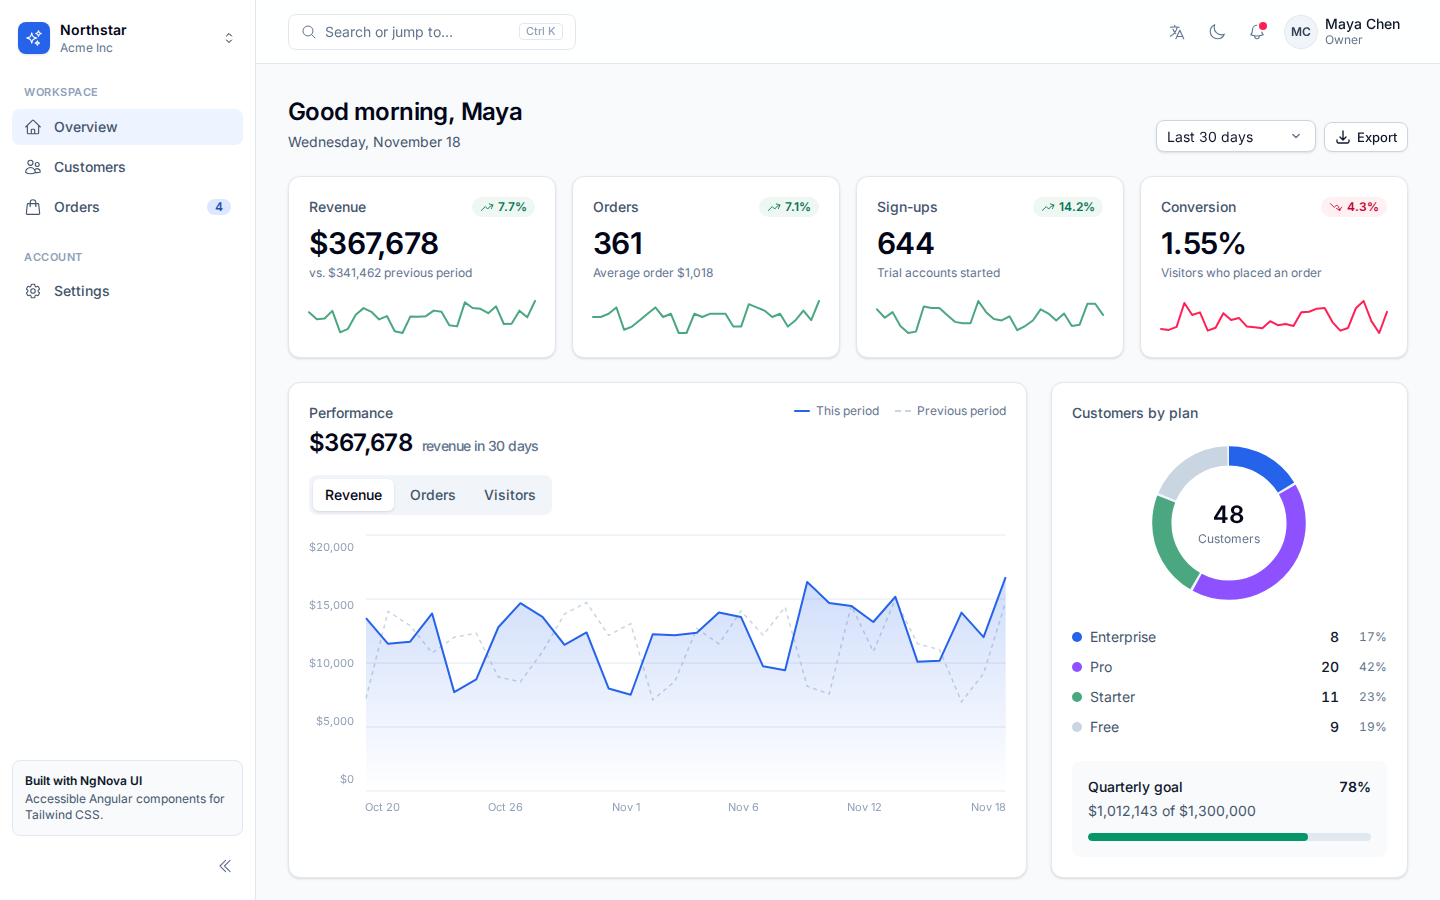 Northstar
Acme Inc
WORKSPACE
Overview
Customers
Orders 4
ACCOUNT
Settings
Built with NgNova UI
Accessible Angular components for
Tailwind CSS.
Search or jump to... Ctrl K
MC
Maya Chen
Owner
Good morning, Maya
Wednesday, November 18
Last 30 days
Export
Revenue 7.7%
$367,678
vs. $341,462 previous period
Orders 7.1%
361
Average order $1,018
Sign-ups 14.2%
644
Trial accounts started
Conversion 4.3%
1.55%
Visitors who placed an order
Performance
This period Previous period
$367,678 revenue in 30 days
Revenue Orders Visitors
$20,000
$15,000
$10,000
$5,000
$0
Oct 20 Oct 26 Nov 1 Nov 6 Nov 12 Nov 18
Customers by plan
48
Customers
Enterprise 8 17%
Pro 20 42%
Starter 11 23%
Free 9 19%
Quarterly goal 78%
$1,012,143 of $1,300,000